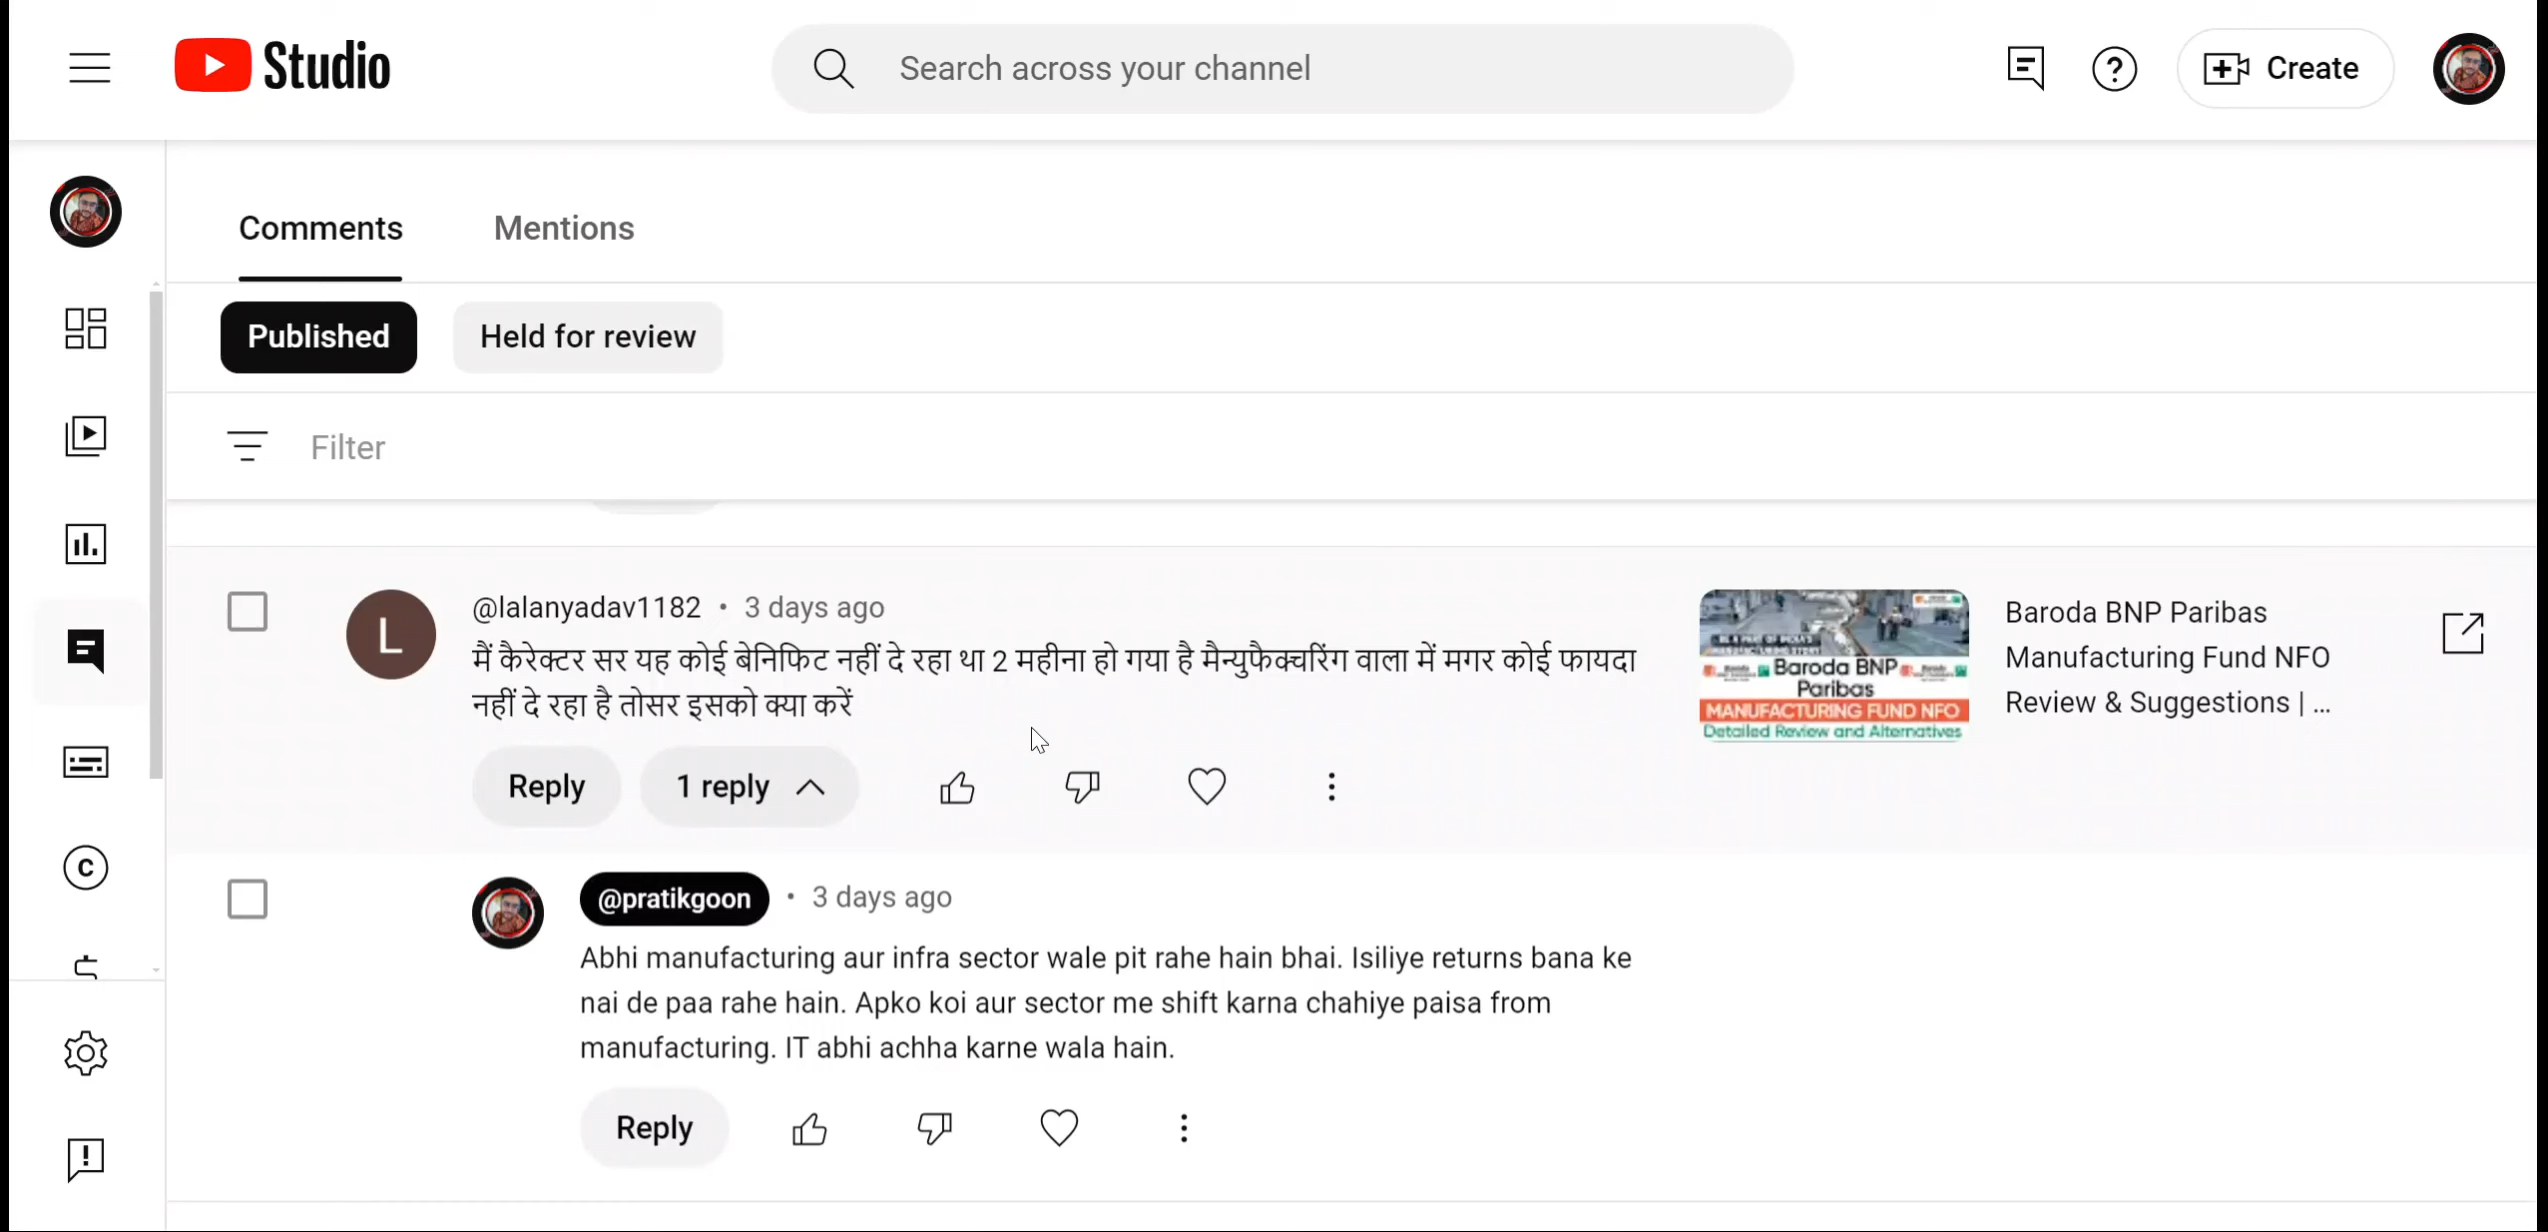 Studio
Search across your channel
Create
Comments
Mentions
Published
Held for review
Filter
@lalanyadav1182 • 3 days ago
मैं कैरेक्टर सर यह कोई बेनिफिट नहीं दे रहा था 2 महीना हो गया है मैन्युफैक्चरिंग वाला में मगर कोई फायदा
नहीं दे रहा है तोसर इसको क्या करें
L
Reply
1 reply
Baroda BNP
Paribas
MANUFACTURING FUND NFO
Detailed Review and Alternatives
Baroda BNP Paribas
Manufacturing Fund NFO
Review & Suggestions | ...
@pratikgoon • 3 days ago
Abhi manufacturing aur infra sector wale pit rahe hain bhai. Isiliye returns bana ke
nai de paa rahe hain. Apko koi aur sector me shift karna chahiye paisa from
manufacturing. IT abhi achha karne wala hain.
Reply